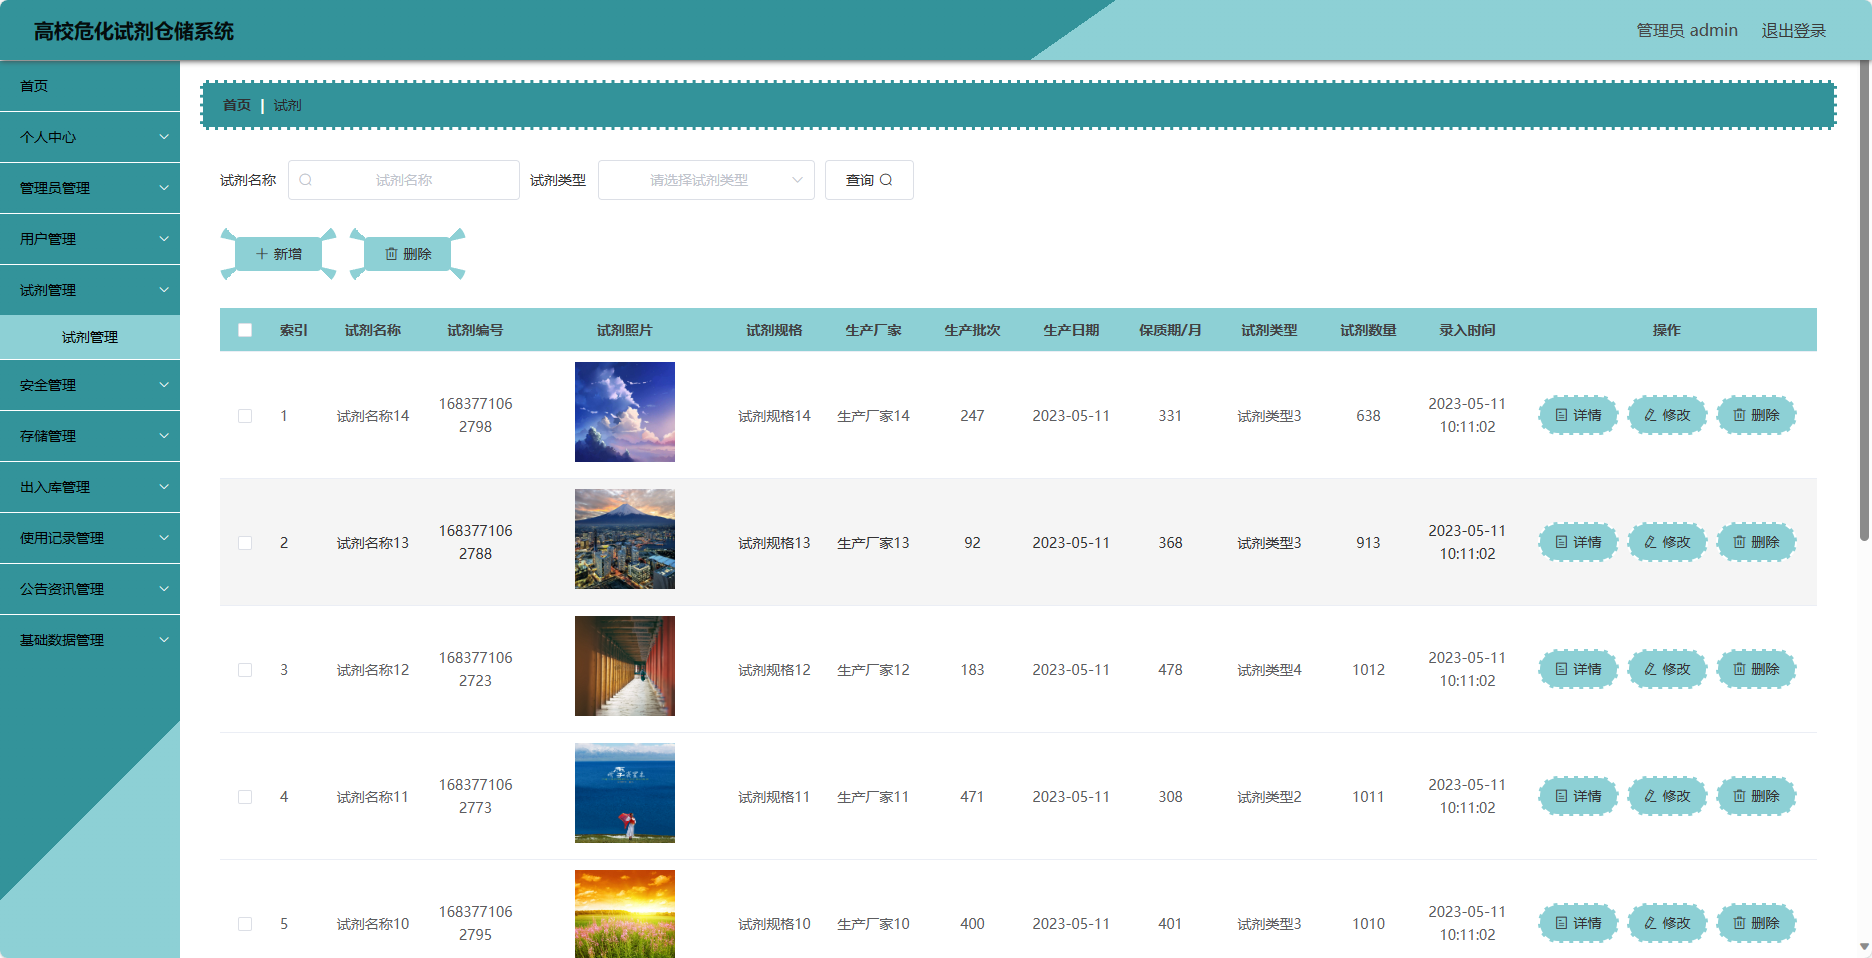 高校危化试剂仓储系统
管理员 admin 退出登录
首页
个人中心
管理员管理
用户管理
试剂管理
试剂管理
安全管理
存储管理
出入库管理
使用记录管理
公告资讯管理
基础数据管理
首页 | 试剂
试剂名称 试剂名称 试剂类型 请选择试剂类型 查询
新增 删除
索引 试剂名称 试剂编号 试剂照片 试剂规格 生产厂家 生产批次 生产日期 保质期/月 试剂类型 试剂数量 录入时间 操作
1 试剂名称14 1683771062798 试剂规格14 生产厂家14 247 2023-05-11 331 试剂类型3 638 2023-05-11 10:11:02 详情 修改 删除
2 试剂名称13 1683771062788 试剂规格13 生产厂家13 92 2023-05-11 368 试剂类型3 913 2023-05-11 10:11:02 详情 修改 删除
3 试剂名称12 1683771062723 试剂规格12 生产厂家12 183 2023-05-11 478 试剂类型4 1012 2023-05-11 10:11:02 详情 修改 删除
4 试剂名称11 1683771062773 试剂规格11 生产厂家11 471 2023-05-11 308 试剂类型2 1011 2023-05-11 10:11:02 详情 修改 删除
5 试剂名称10 1683771062795 试剂规格10 生产厂家10 400 2023-05-11 401 试剂类型3 1010 2023-05-11 10:11:02 详情 修改 删除